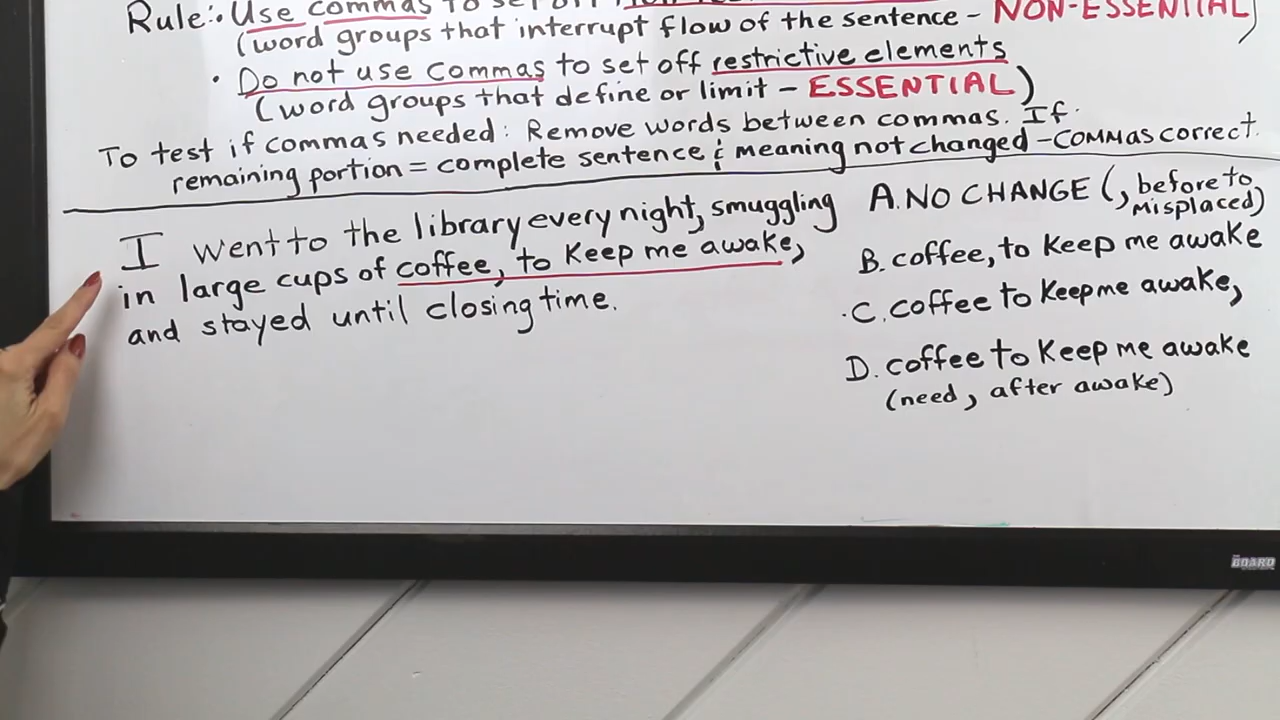 Rule: • Use commas to set off
(word groups that interrupt flow of the sentence - NON-ESSENTIAL)
• Do not use commas to set off restrictive elements
(word groups that define or limit - ESSENTIAL)
To test if commas needed: Remove words between commas. If
remaining portion = complete sentence & meaning not changed - COMMAS correct.
I went to the library every night, smuggling
in large cups of coffee, to keep me awake,
and stayed until closing time.
A. NO CHANGE (, before to
misplaced)
B. coffee, to keep me awake
C. coffee to keep me awake,
D. coffee to keep me awake
(need , after awake)
THE BOARD